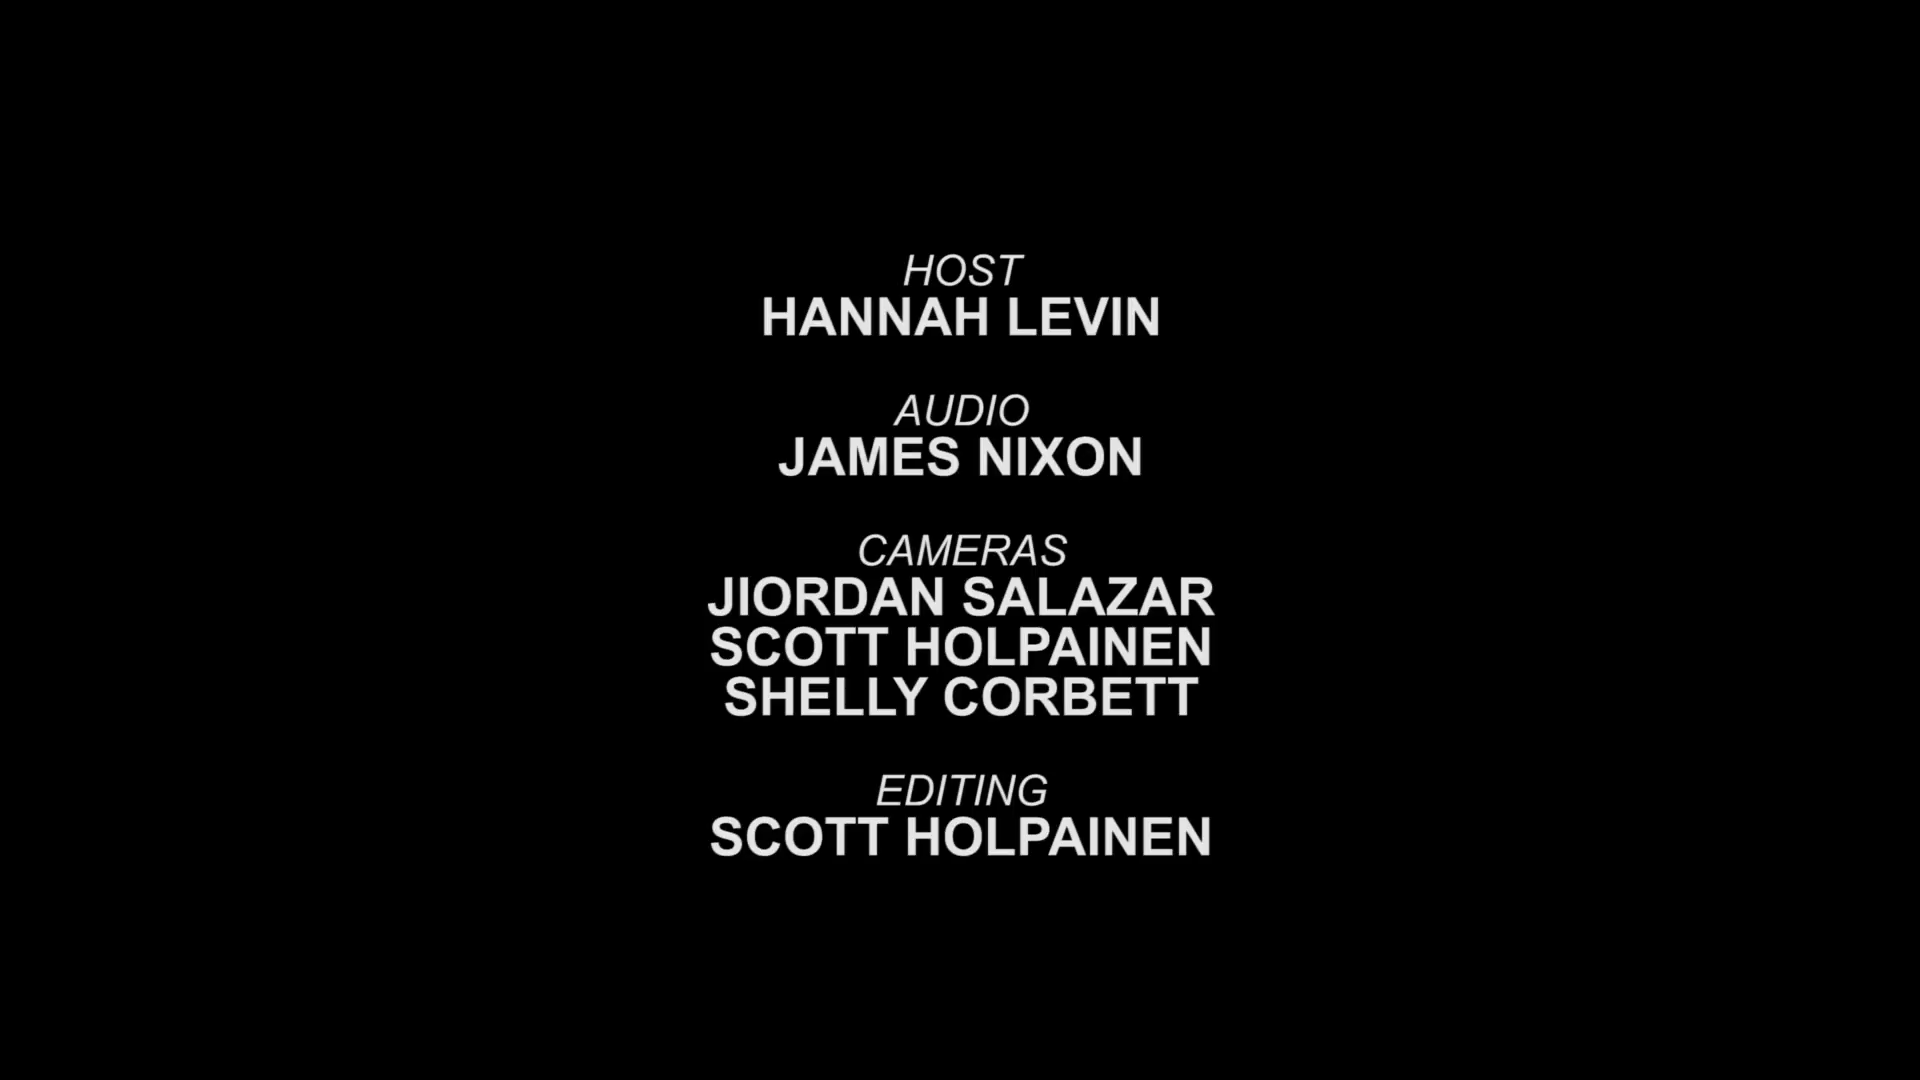 HOST
HANNAH LEVIN
AUDIO
JAMES NIXON
CAMERAS
JIORDAN SALAZAR
SCOTT HOLPAINEN
SHELLY CORBETT
EDITING
SCOTT HOLPAINEN